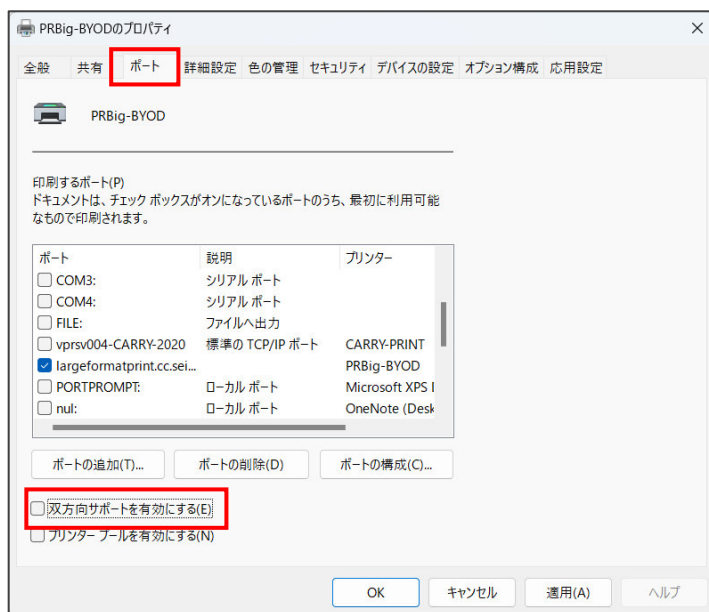 PRBig-BYODのプロパティ
全般 共有 ポート 詳細設定 色の管理 セキュリティ デバイスの設定 オプション構成 応用設定
PRBig-BYOD
印刷するポート(P)
ドキュメントは、チェック ボックスがオンになっているポートのうち、最初に利用可能
なもので印刷されます。
ポート 説明 プリンター
COM3: シリアル ポート
COM4: シリアル ポート
FILE: ファイルへ出力
vprsv004-CARRY-2020 標準の TCP/IP ポート CARRY-PRINT
largeformatprint.cc.sei... PRBig-BYOD
PORTPROMPT: ローカル ポート Microsoft XPS
nul: ローカル ポート OneNote (Desk
ポートの追加(T)... ポートの削除(D) ポートの構成(C)...
双方向サポートを有効にする(E)
プリンター プールを有効にする(N)
OK キャンセル 適用(A) ヘルプ